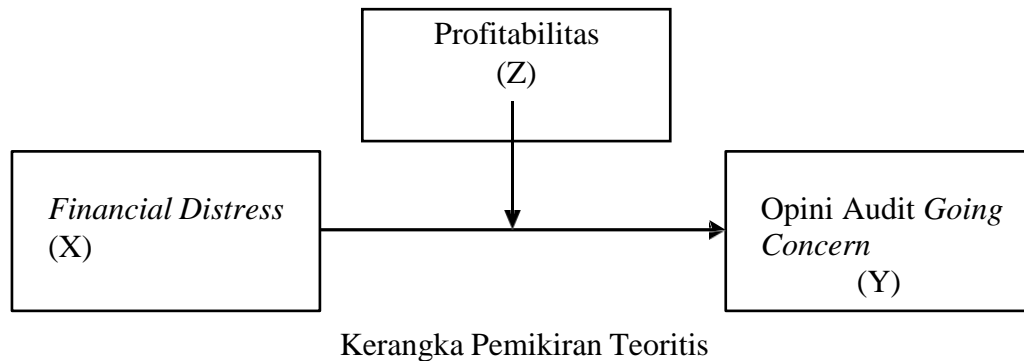 Profitabilitas
(Z)
Financial Distress
(X)
Opini Audit Going
Concern
(Y)
Kerangka Pemikiran Teoritis